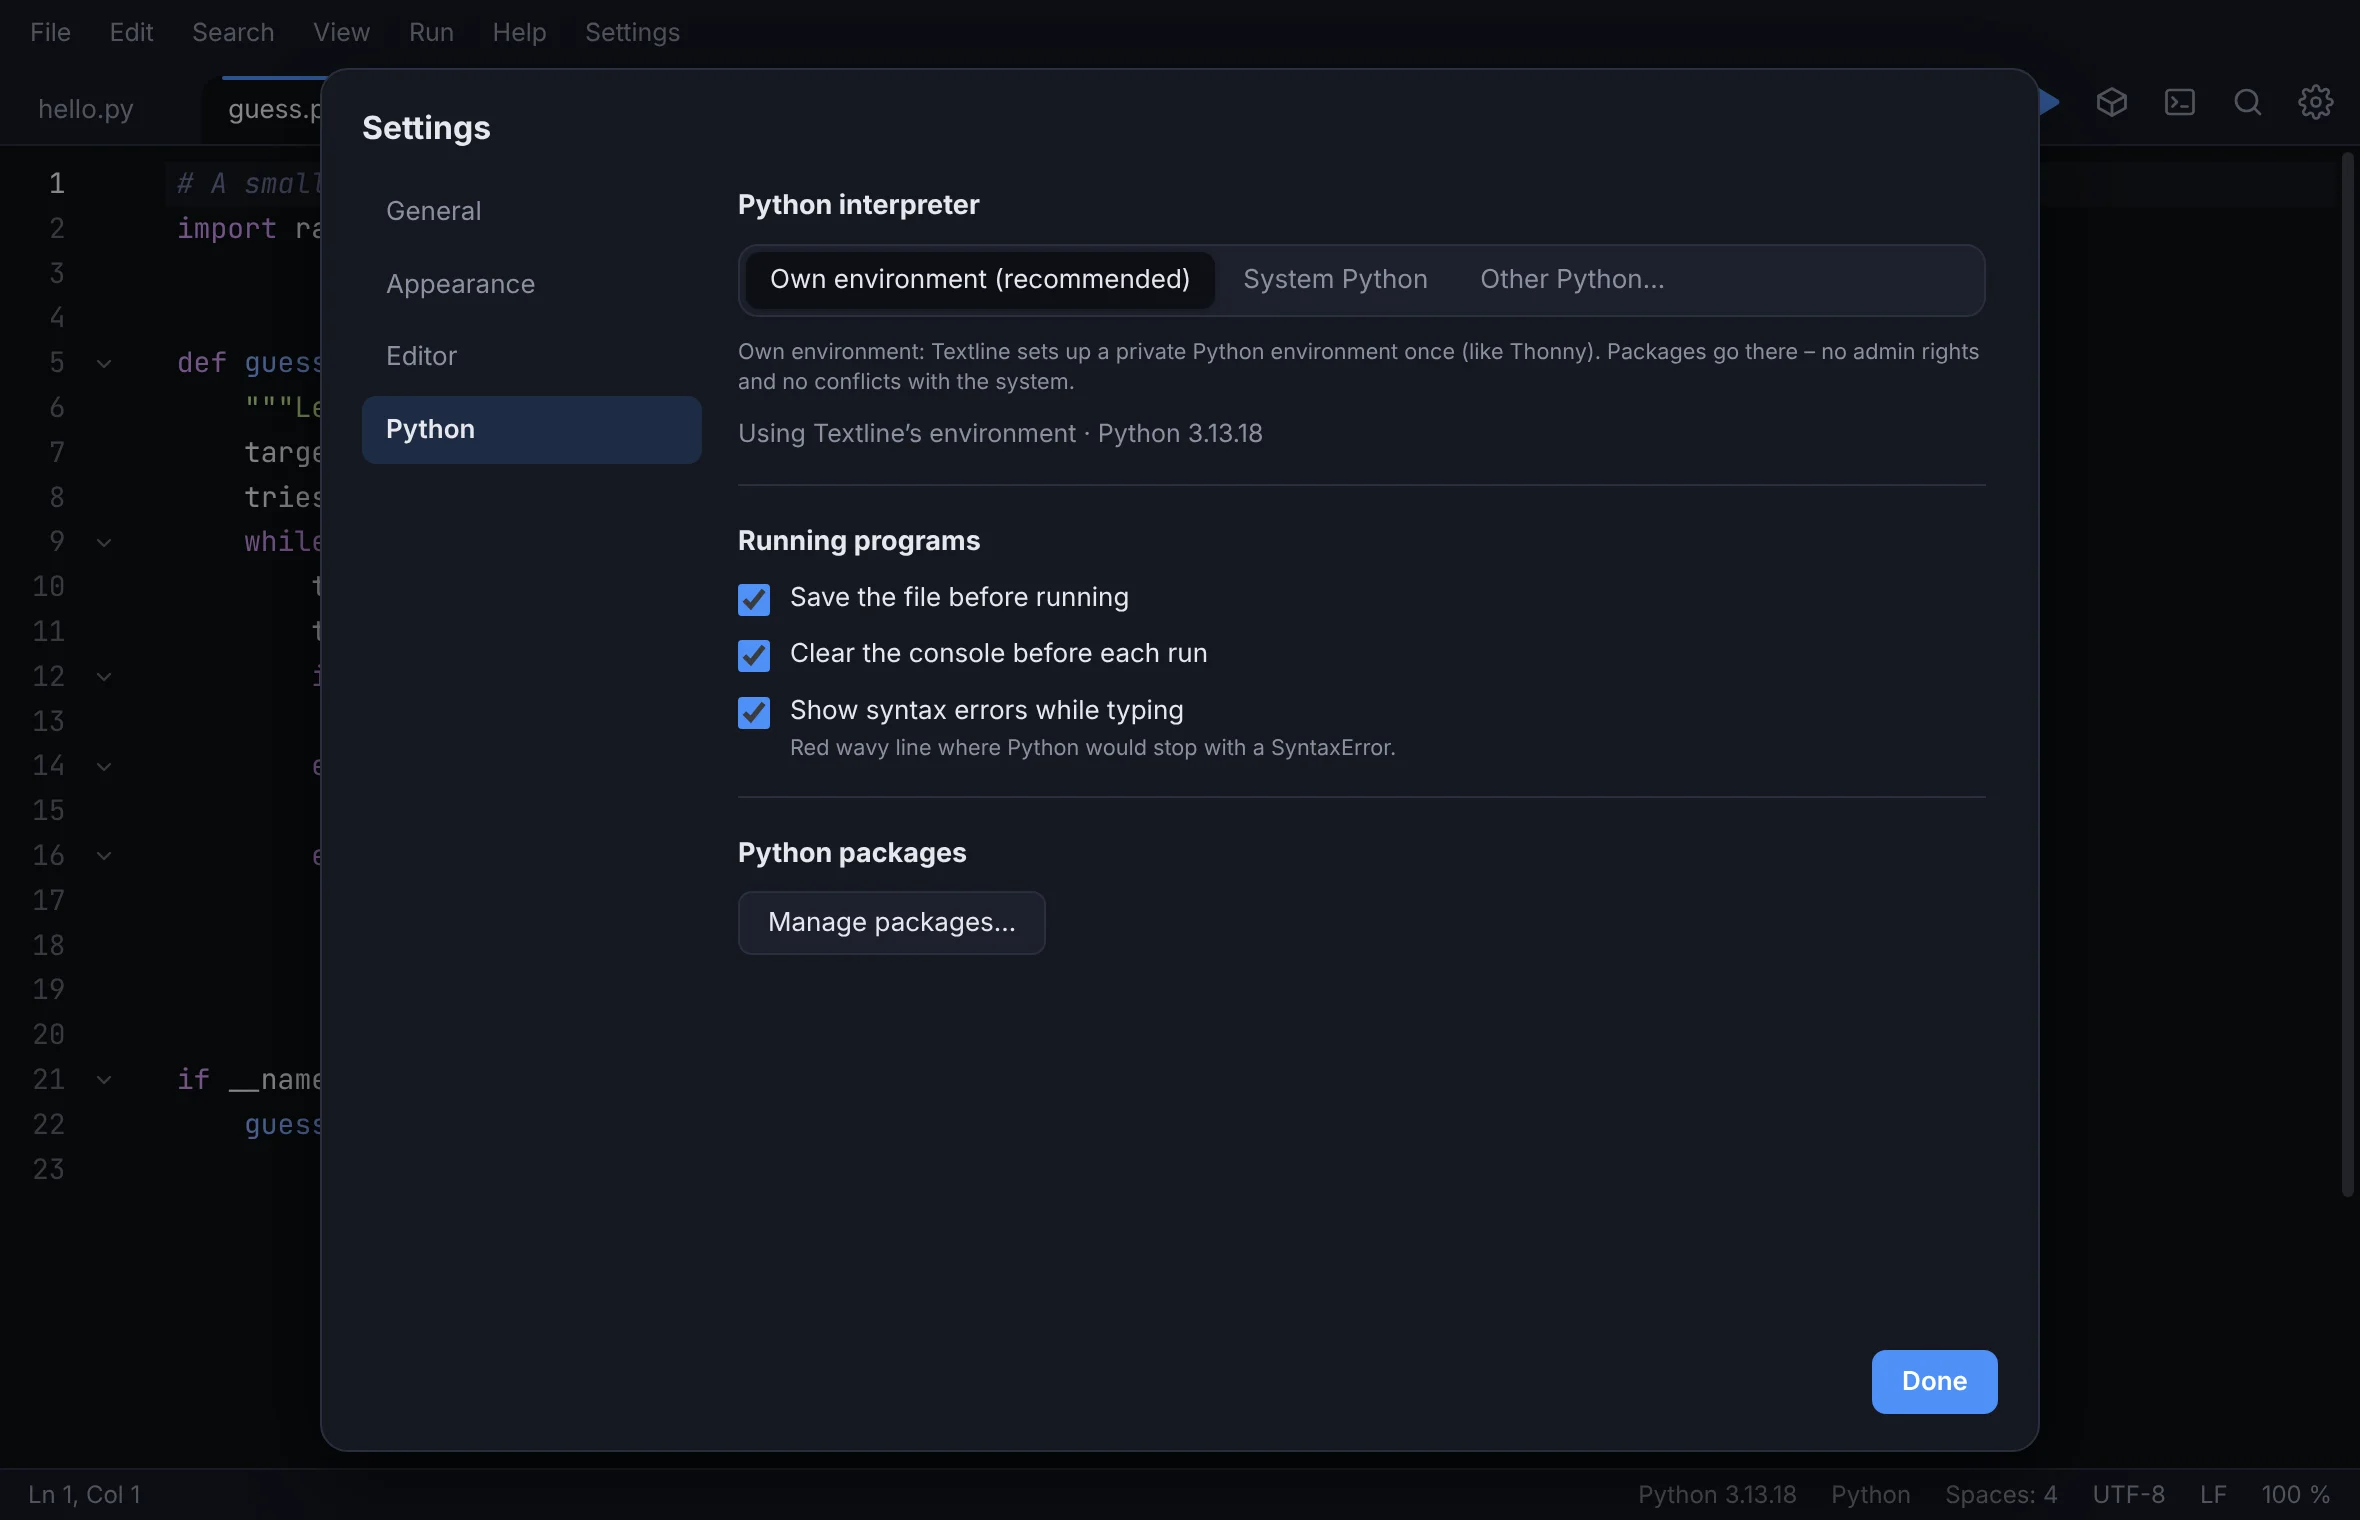 File Edit Search View Run Help Settings
hello.py guess.p
Settings
General
Appearance
Editor
Python
Python interpreter
Own environment (recommended) System Python Other Python...
Own environment: Textline sets up a private Python environment once (like Thonny). Packages go there – no admin rights
and no conflicts with the system.
Using Textline’s environment · Python 3.13.18
Running programs
Save the file before running
Clear the console before each run
Show syntax errors while typing
Red wavy line where Python would stop with a SyntaxError.
Python packages
Manage packages...
Done
1 # A small
2 import ra
3
4
5 def guess
6 """Le
7 targe
8 tries
9 while
10 t
11 t
12 i
13
14 e
15
16 e
17
18
19
20
21 if __name
22 guess
23
Ln 1, Col 1 Python 3.13.18 Python Spaces: 4 UTF-8 LF 100 %